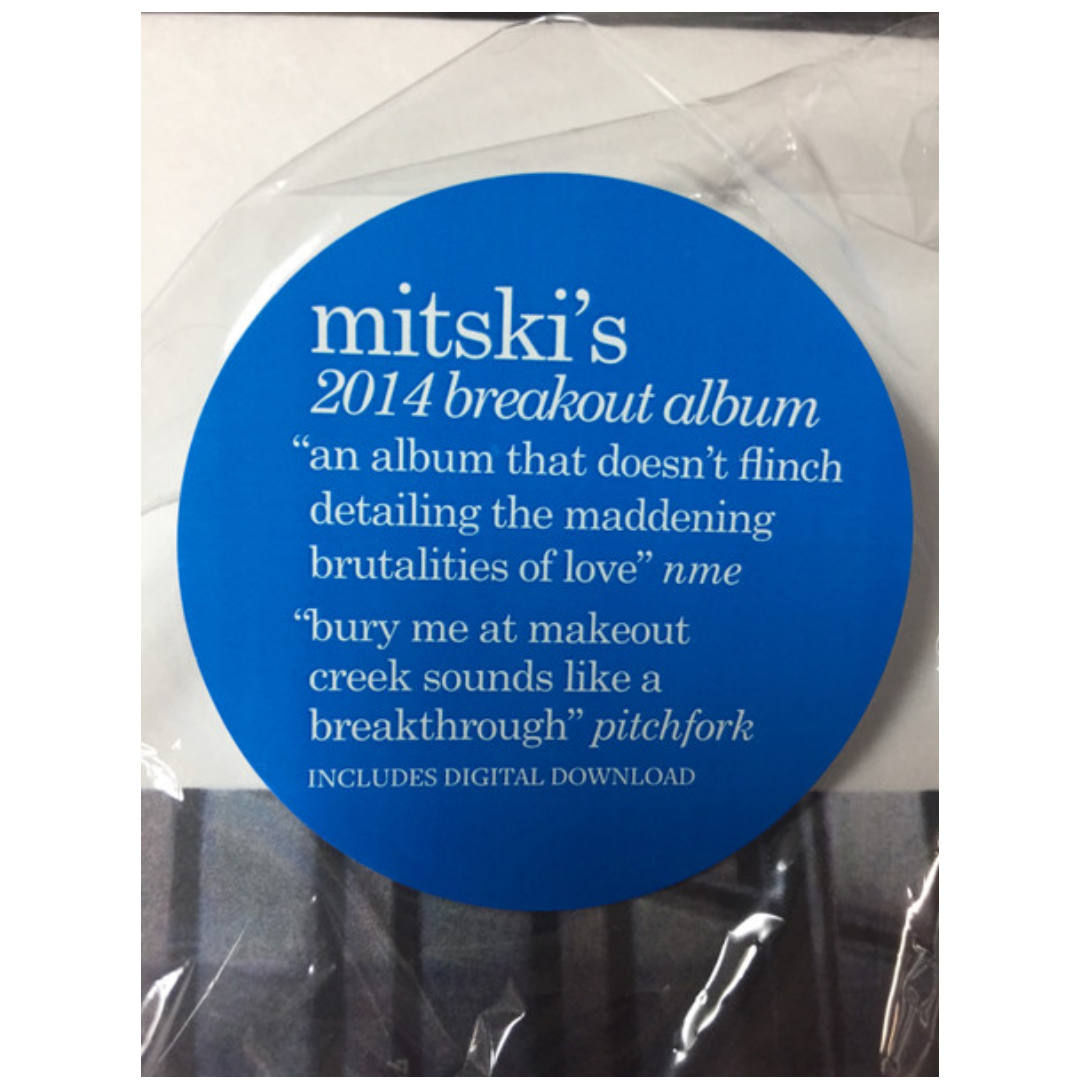 mitski’s
2014 breakout album
“an album that doesn’t flinch
detailing the maddening
brutalities of love” nme
“bury me at makeout
creek sounds like a
breakthrough” pitchfork
INCLUDES DIGITAL DOWNLOAD